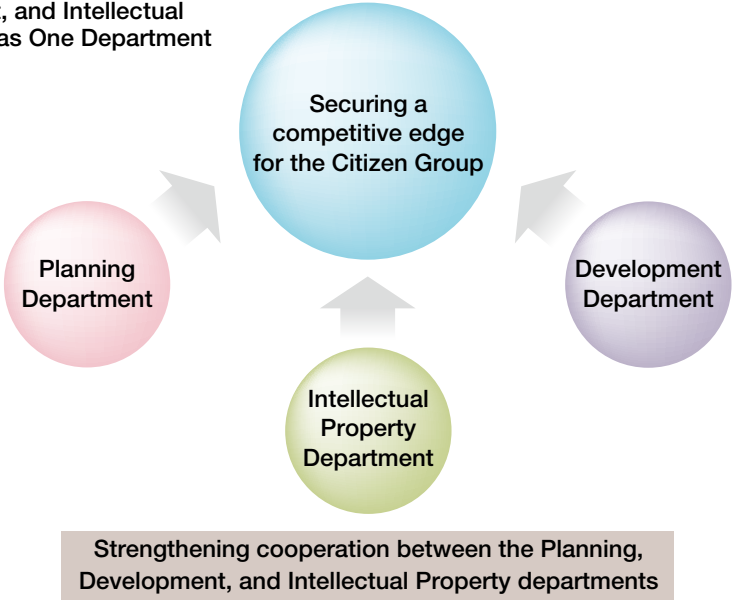 , and Intellectual
as One Department
Securing a
competitive edge
for the Citizen Group
Planning
Department
Development
Department
Intellectual
Property
Department
Strengthening cooperation between the Planning,
Development, and Intellectual Property departments